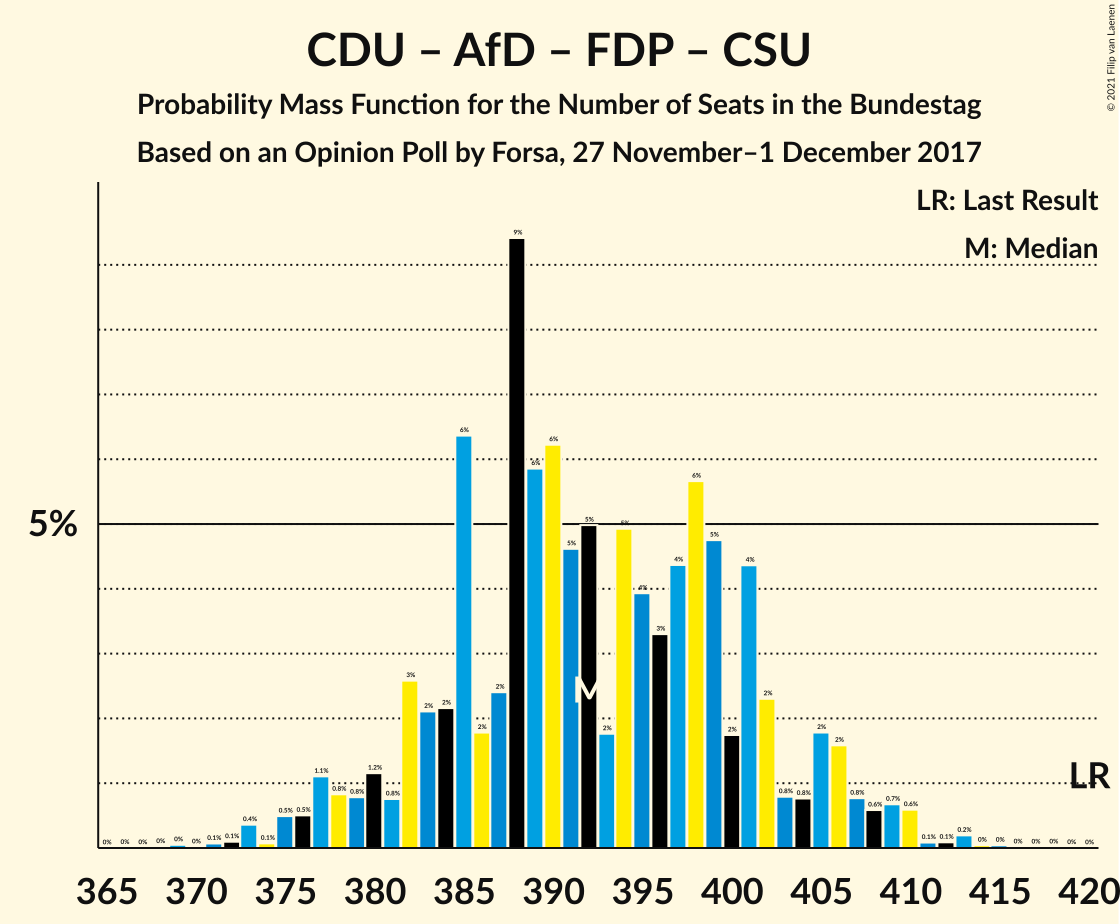 © 2021 Filip van Laenen
CDU – AfD – FDP – CSU
Probability Mass Function for the Number of Seats in the Bundestag
Based on an Opinion Poll by Forsa, 27 November–1 December 2017
LR: Last Result
M: Median
5%
0% 0% 0% 0% 0% 0% 0.1% 0.1% 0.4% 0.1% 0.5% 0.5% 1.1% 0.8% 0.8% 1.2% 0.8% 3% 2% 2% 6% 2% 2% 9% 6% 6% 5% 5% 2% 5% 4% 3% 4% 6% 5% 2% 4% 2% 0.8% 0.8% 2% 2% 0.8% 0.6% 0.7% 0.6% 0.1% 0.1% 0.2% 0% 0% 0% 0% 0% 0% 0%
M
LR
365 370 375 380 385 390 395 400 405 410 415 420